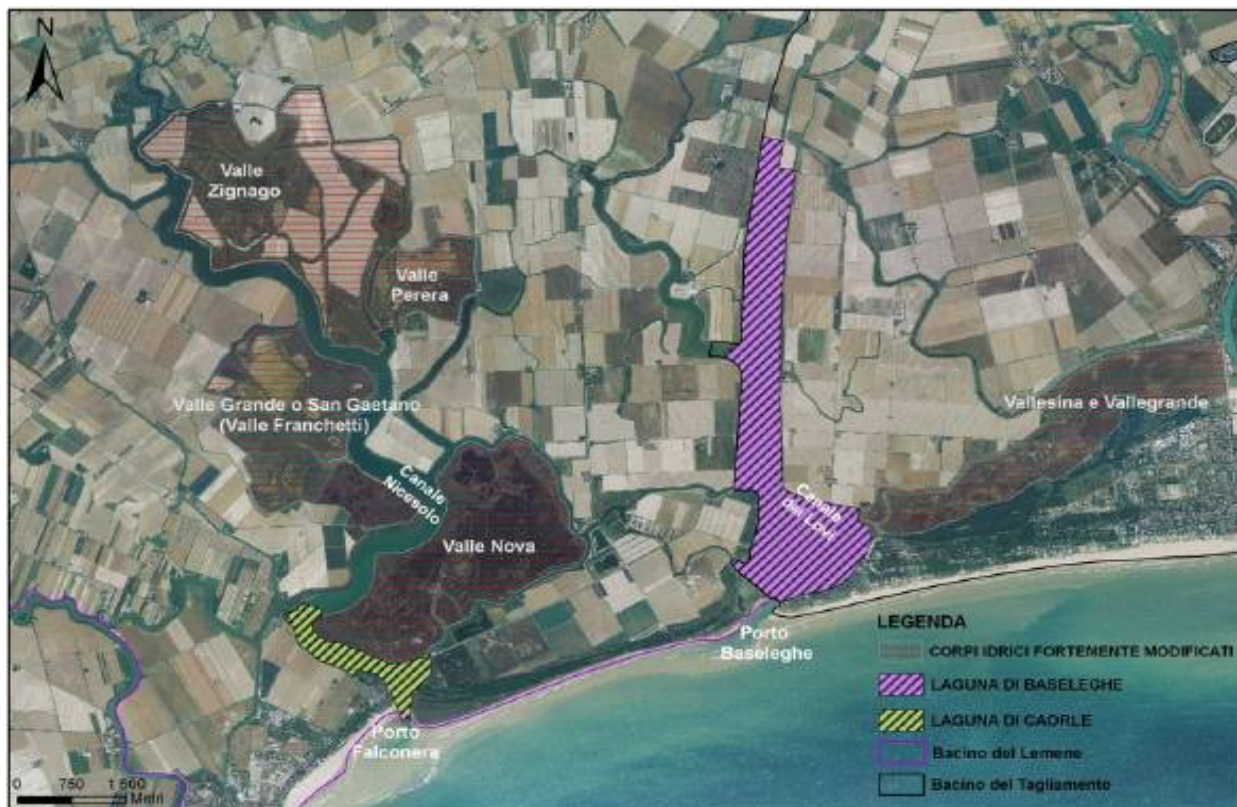 N
Valle
Zignago
Valle
Perera
Valle Grande o San Gaetano
(Valle Franchetti)
Vallesina e Vallegrande
Canale
Nicesolo
Canale
dei Lovi
Valle Nova
Porto
Baseleghe
Porto
Falconera
LEGENDA
CORPI IDRICI FORTEMENTE MODIFICATI
LAGUNA DI BASELEGHE
LAGUNA DI CAORLE
Bacino del Lemene
Bacino del Tagliamento
0 750 1 500
Metri